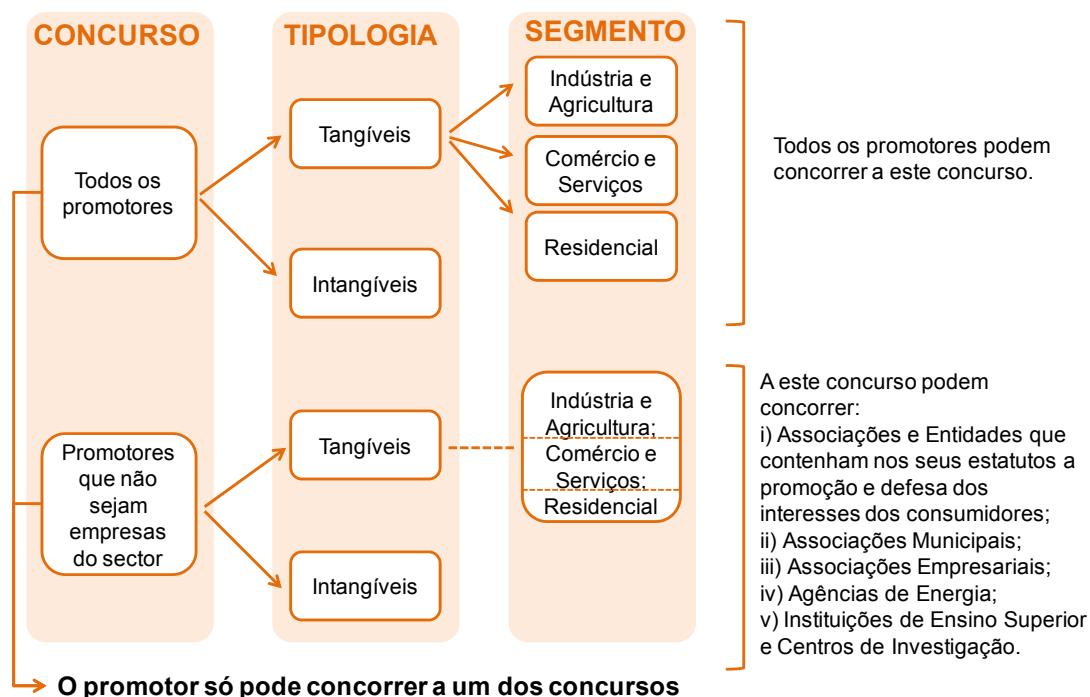 CONCURSO
TIPOLOGIA
SEGMENTO
Todos os
promotores
Tangíveis
Intangíveis
Indústria e
Agricultura
Comércio e
Serviços
Residencial
Todos os promotores podem
concorrer a este concurso.
Promotores
que não
sejam
empresas
do sector
Tangíveis
Intangíveis
Indústria e
Agricultura;
Comércio e
Serviços;
Residencial
A este concurso podem
concorrer:
i) Associações e Entidades que
contenham nos seus estatutos a
promoção e defesa dos
interesses dos consumidores;
ii) Associações Municipais;
iii) Associações Empresariais;
iv) Agências de Energia;
v) Instituições de Ensino Superior
e Centros de Investigação.
O promotor só pode concorrer a um dos concursos